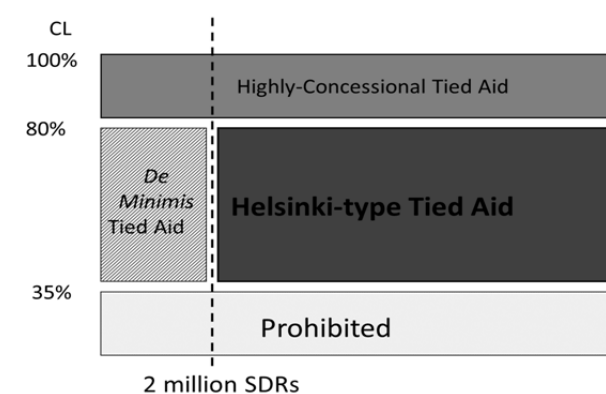 CL
100%
Highly-Concessional Tied Aid
80%
De
Minimis
Tied Aid
Helsinki-type Tied Aid
35%
Prohibited
2 million SDRs